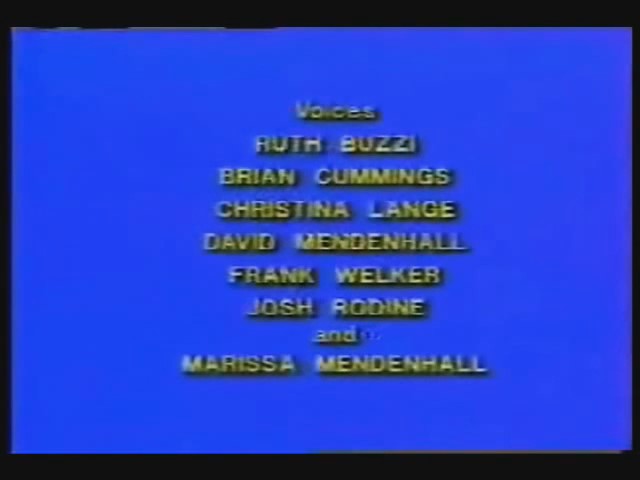 Voices
RUTH BUZZI
BRIAN CUMMINGS
CHRISTINA LANGE
DAVID MENDENHALL
FRANK WELKER
JOSH RODINE
and
MARISSA MENDENHALL